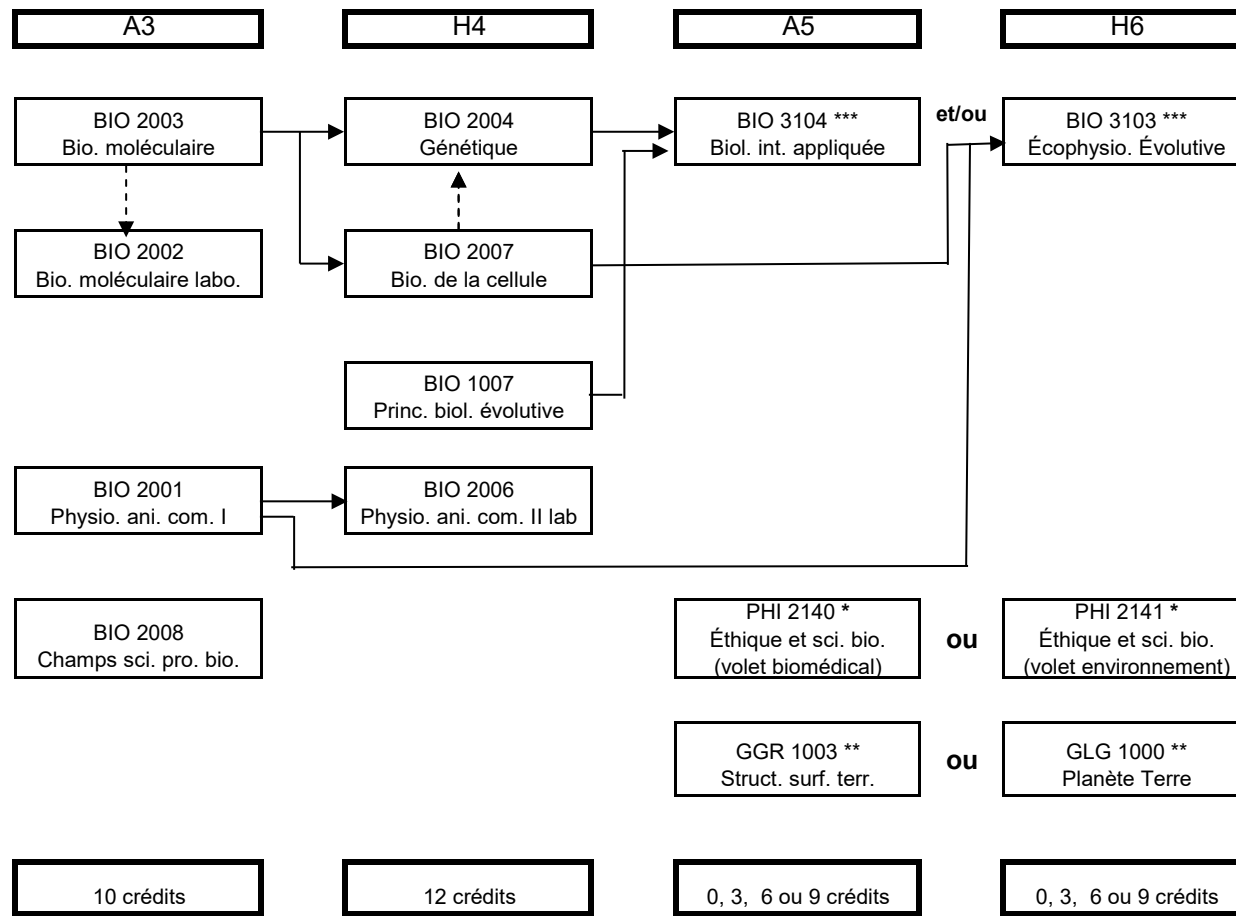 A3
H4
A5
H6
BIO 2003
Bio. moléculaire
BIO 2004
Génétique
BIO 3104 ***
Biol. int. appliquée
et/ou
BIO 3103 ***
Écophysio. Évolutive
BIO 2002
Bio. moléculaire labo.
BIO 2007
Bio. de la cellule
BIO 1007
Princ. biol. évolutive
BIO 2001
Physio. ani. com. I
BIO 2006
Physio. ani. com. II lab
BIO 2008
Champs sci. pro. bio.
PHI 2140 *
Éthique et sci. bio.
(volet biomédical)
ou
PHI 2141 *
Éthique et sci. bio.
(volet environnement)
GGR 1003 **
Struct. surf. terr.
ou
GLG 1000 **
Planète Terre
10 crédits
12 crédits
0, 3, 6 ou 9 crédits
0, 3, 6 ou 9 crédits